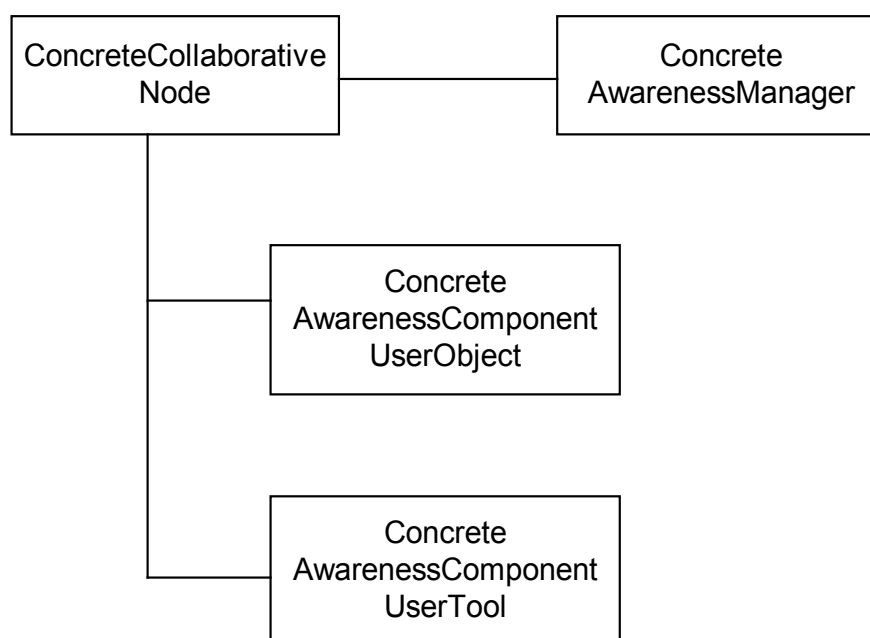 ConcreteCollaborative
Node
Concrete
AwarenessManager
Concrete
AwarenessComponent
UserObject
Concrete
AwarenessComponent
UserTool